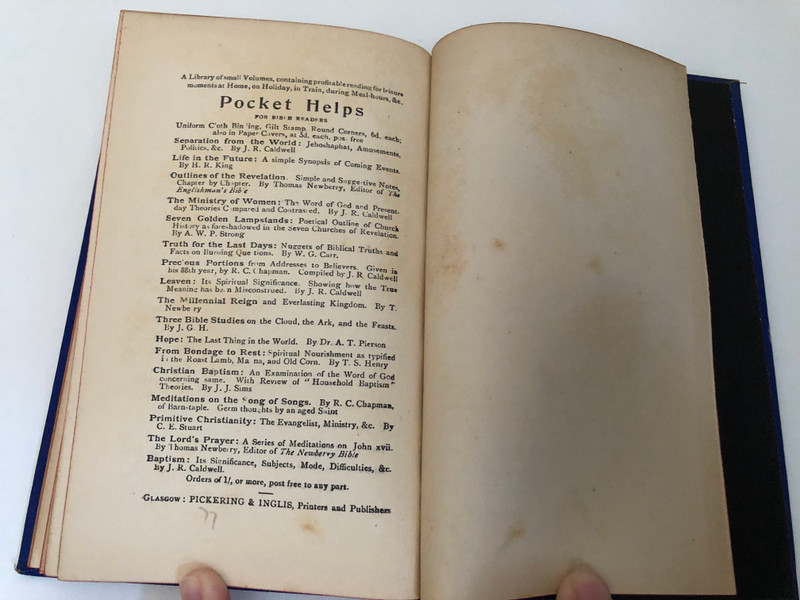 A Library of small Volumes, containing profitable reading for leisure
moments at Home, on Holiday, in Train, during Meal-hours, &c.
Pocket Helps
FOR BIBLE READERS
Uniform Cloth Binding, Gilt Stamp, Round Corners, 6d. each;
also in Paper Covers, at 3d. each, post free
Separation from the World: Jehoshaphat, Amusements,
Politics, &c. By J. R. Caldwell
Life in the Future: A simple Synopsis of Coming Events.
By H. R. King
Outlines of the Revelation. Simple and Suggestive Notes,
Chapter by Chapter. By Thomas Newberry, Editor of The
Englishman's Bible
The Ministry of Women: The Word of God and Present-
day Theories Compared and Contrasted. By J. R. Caldwell
Seven Golden Lampstands: Poetical Outline of Church
History as foreshadowed in the Seven Churches of Revelation.
By A. W. P. Strong
Truth for the Last Days: Nuggets of Biblical Truths and
Facts on Burning Questions. By W. G. Carr.
Precious Portions from Addresses to Believers. Given in
his 88th year, by R. C. Chapman. Compiled by J. R. Caldwell
Leaven: Its Spiritual Significance. Showing how the True
Meaning has been Misconstrued. By J. R. Caldwell
The Millennial Reign and Everlasting Kingdom. By T.
Newberry
Three Bible Studies on the Cloud, the Ark, and the Feasts.
By J. G. H.
Hope: The Last Thing in the World. By Dr. A. T. Pierson
From Bondage to Rest: Spiritual Nourishment as typified
in the Roast Lamb, Manna, and Old Corn. By T. S. Henry
Christian Baptism: An Examination of the Word of God
concerning same. With Review of "Household Baptism"
Theories. By J. J. Sims
Meditations on the Song of Songs. By R. C. Chapman,
of Barnstaple. Germ thoughts by an aged Saint
Primitive Christianity: The Evangelist, Ministry, &c. By
C. E. Stuart
The Lord's Prayer: A Series of Meditations on John xvii.
By Thomas Newberry, Editor of The Newberry Bible
Baptism: Its Significance, Subjects, Mode, Difficulties, &c.
By J. R. Caldwell.
Orders of 1/, or more, post free to any part.
GLASGOW: PICKERING & INGLIS, Printers and Publishers